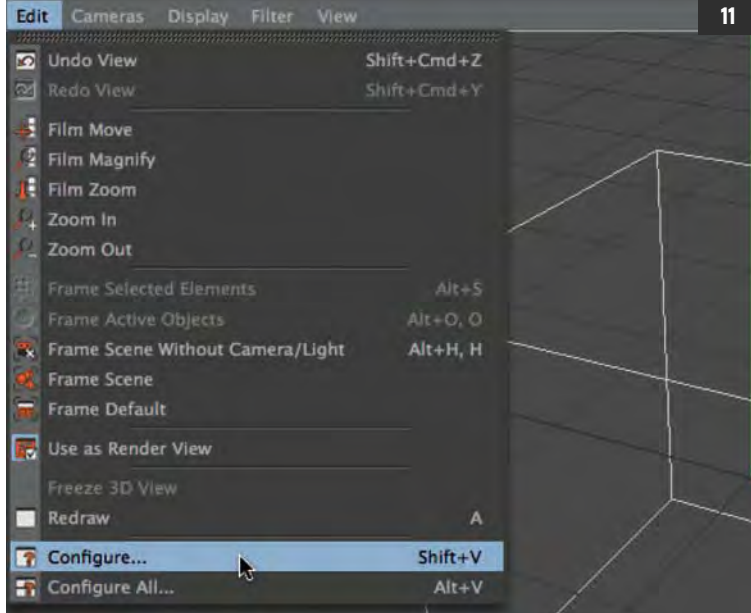 Edit Cameras Display Filter View
11
Undo View Shift+Cmd+Z
Redo View Shift+Cmd+Y
Film Move
Film Magnify
Film Zoom
Zoom In
Zoom Out
Frame Selected Elements Alt+S
Frame Active Objects Alt+O, O
Frame Scene Without Camera/Light Alt+H, H
Frame Scene
Frame Default
Use as Render View
Freeze 3D View
Redraw A
Configure... Shift+V
Configure All... Alt+V